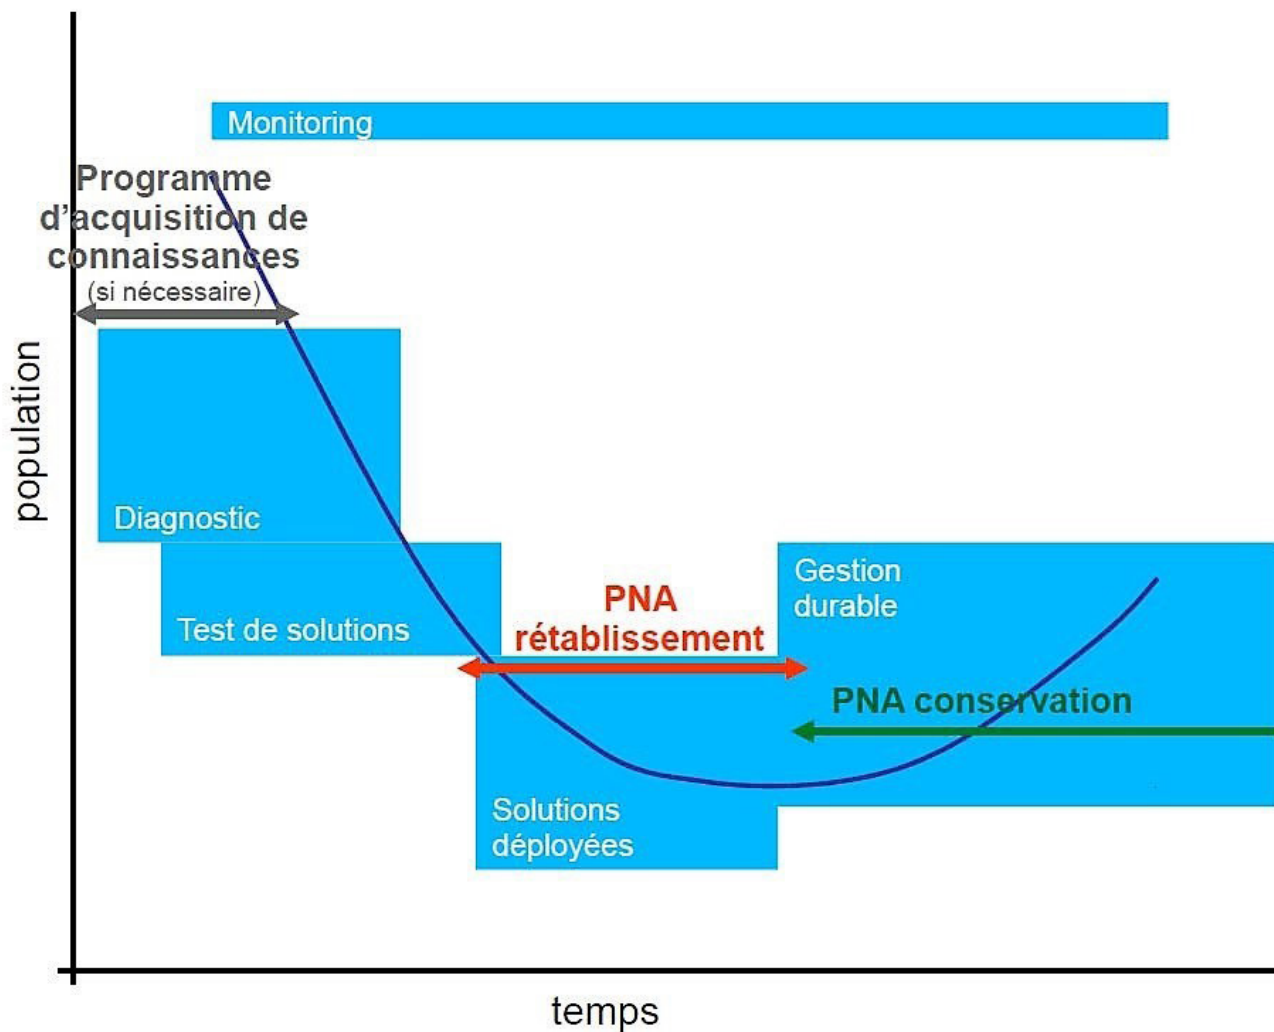 Monitoring
Programme
d'acquisition de
connaissances
(si nécessaire)
population
Diagnostic
Test de solutions
PNA
rétablissement
Gestion
durable
PNA conservation
Solutions
déployées
temps